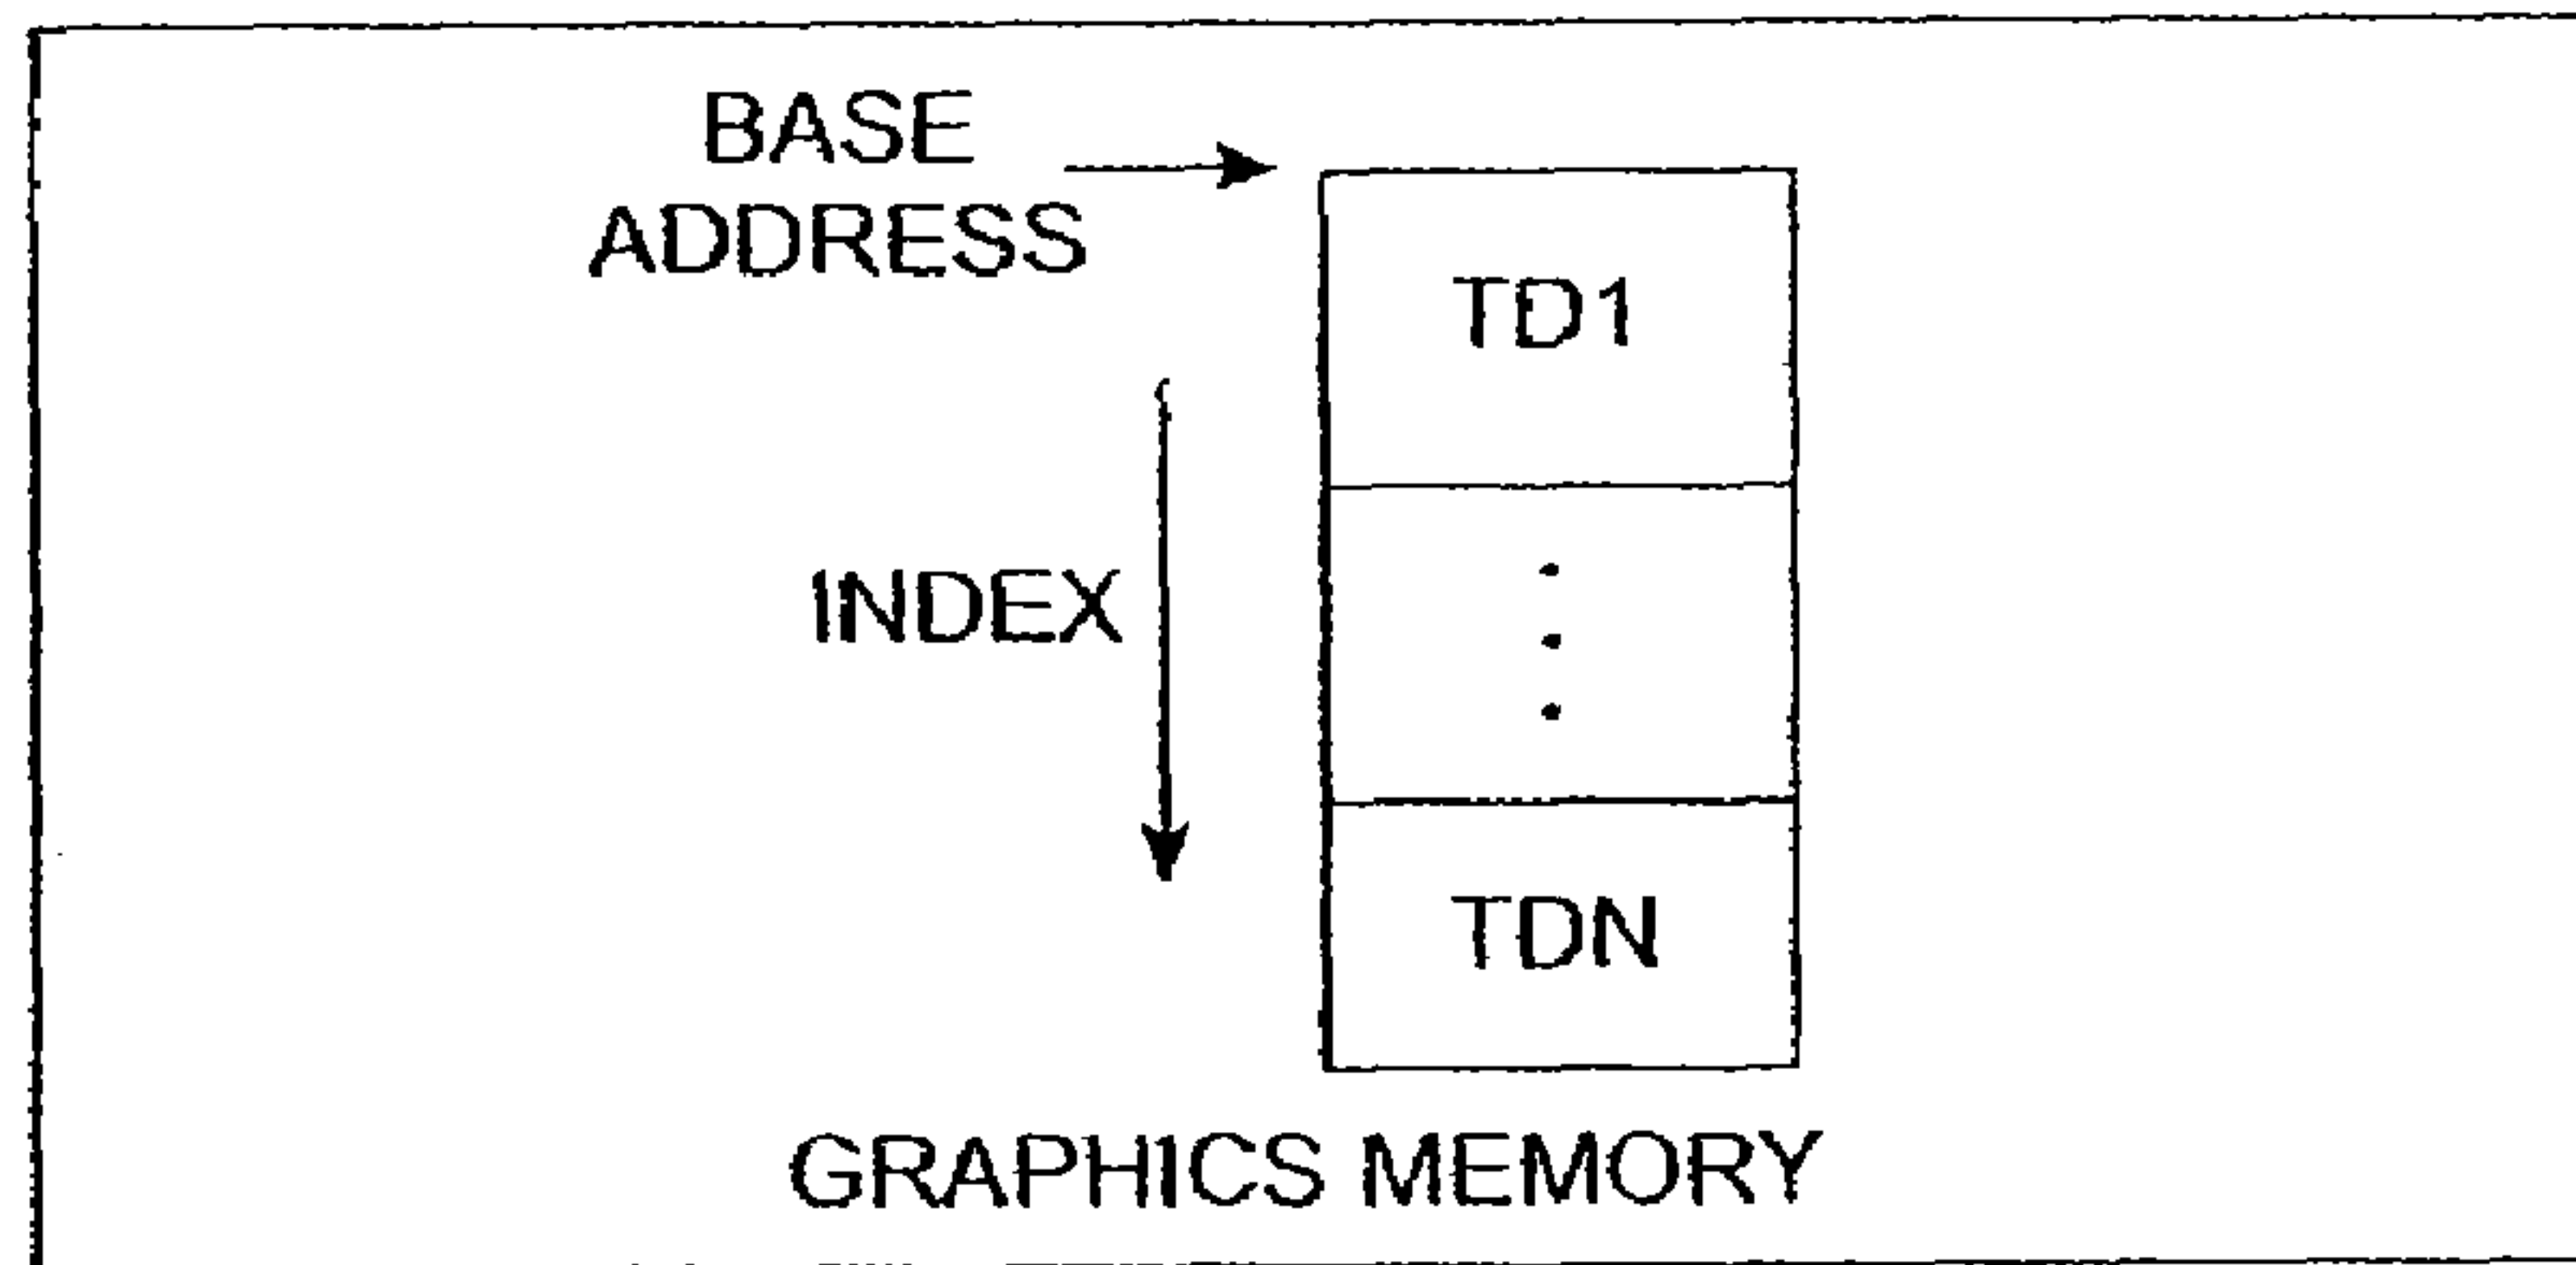 BASE
ADDRESS
TD1
INDEX
TDN
GRAPHICS MEMORY